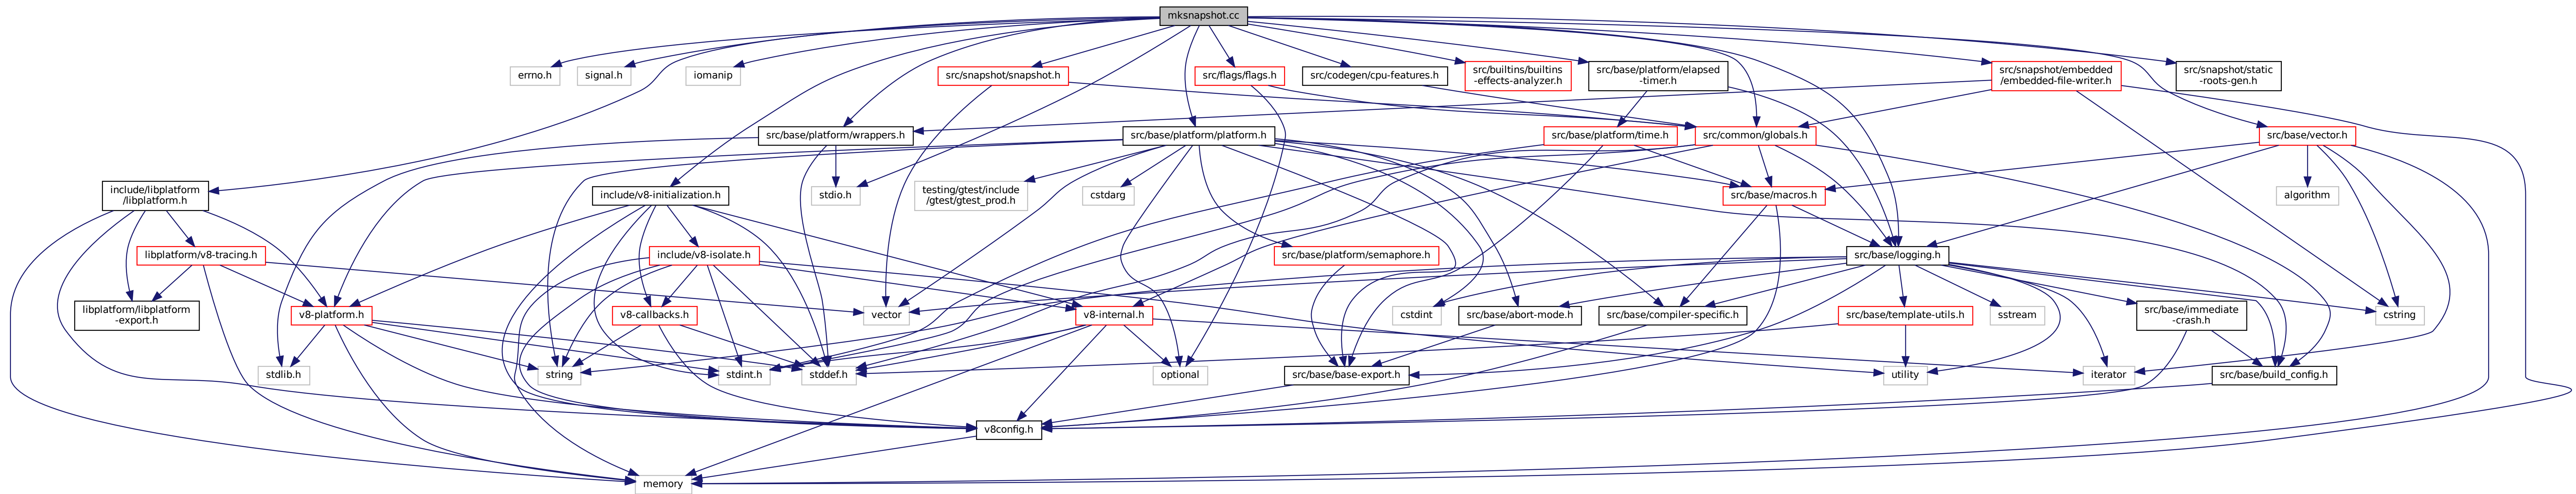 mksnapshot.cc
errno.h
signal.h
iomanip
src/snapshot/snapshot.h
src/flags/flags.h
src/codegen/cpu-features.h
src/builtins/builtins
-effects-analyzer.h
src/base/platform/elapsed
-timer.h
src/snapshot/embedded
/embedded-file-writer.h
src/snapshot/static
-roots-gen.h
src/base/platform/wrappers.h
src/base/platform/platform.h
src/base/platform/time.h
src/common/globals.h
src/base/vector.h
include/libplatform
/libplatform.h
include/v8-initialization.h
stdio.h
testing/gtest/include
/gtest/gtest_prod.h
cstdarg
src/base/macros.h
algorithm
libplatform/v8-tracing.h
include/v8-isolate.h
src/base/platform/semaphore.h
src/base/logging.h
libplatform/libplatform
-export.h
v8-platform.h
v8-callbacks.h
vector
v8-internal.h
cstdint
src/base/abort-mode.h
src/base/compiler-specific.h
src/base/template-utils.h
sstream
src/base/immediate
-crash.h
cstring
stdlib.h
string
stdint.h
stddef.h
optional
src/base/base-export.h
utility
iterator
src/base/build_config.h
v8config.h
memory